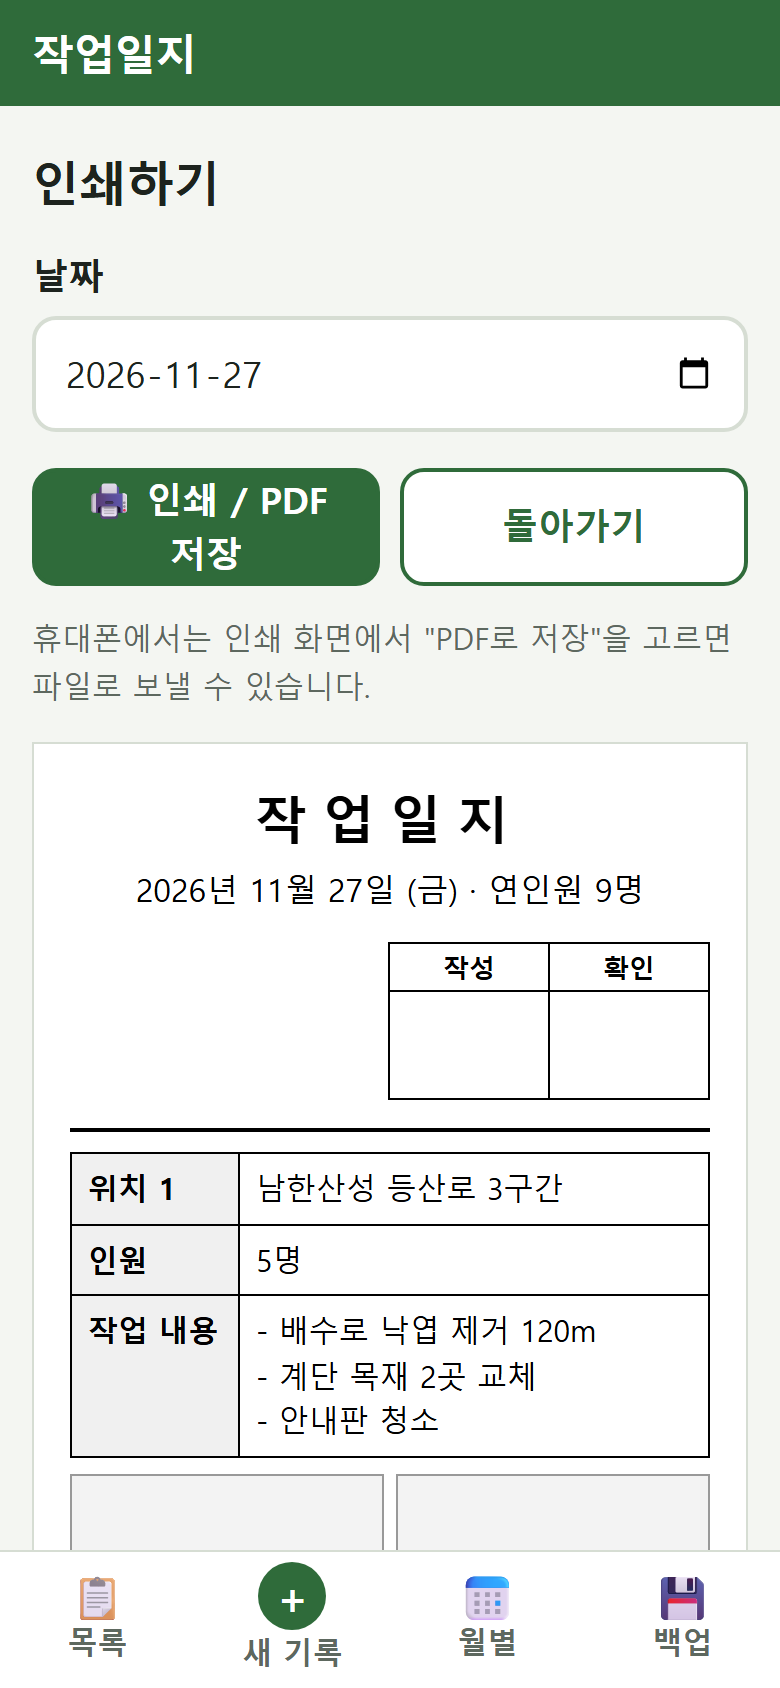 작업일지
인쇄하기
날짜
2026-11-27
인쇄 / PDF
저장
돌아가기
휴대폰에서는 인쇄 화면에서 "PDF로 저장"을 고르면
파일로 보낼 수 있습니다.
작 업 일 지
2026년 11월 27일 (금) · 연인원 9명
작성 확인
위치 1 남한산성 등산로 3구간
인원 5명
작업 내용 - 배수로 낙엽 제거 120m
- 계단 목재 2곳 교체
- 안내판 청소
+
목록 새 기록 월별 백업